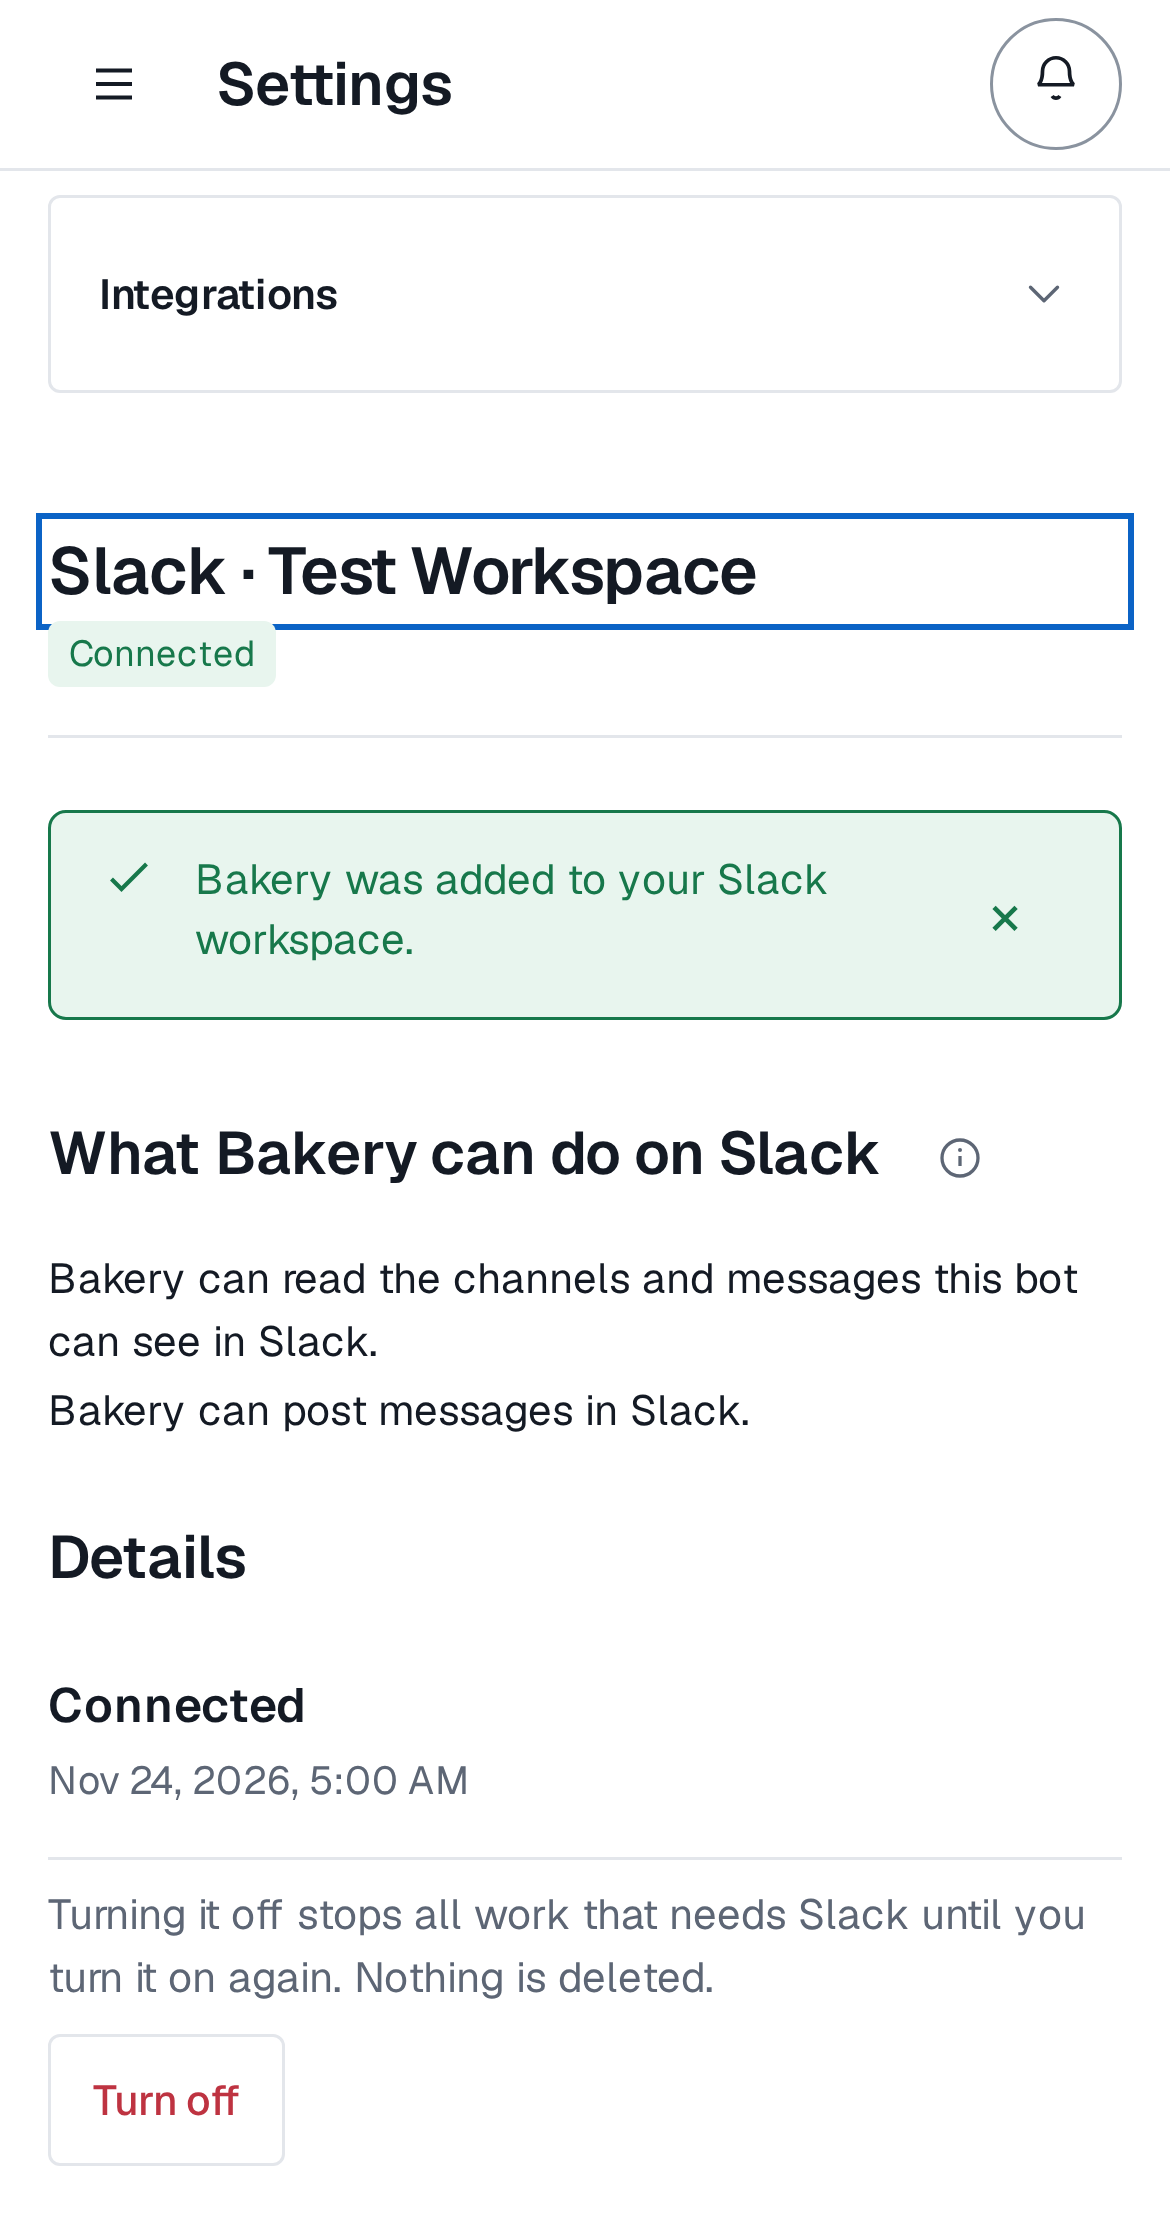 Settings
Integrations
Slack · Test Workspace
Connected
Bakery was added to your Slack
workspace.
What Bakery can do on Slack
Bakery can read the channels and messages this bot
can see in Slack.
Bakery can post messages in Slack.
Details
Connected
Nov 24, 2026, 5:00 AM
Turning it off stops all work that needs Slack until you
turn it on again. Nothing is deleted.
Turn off